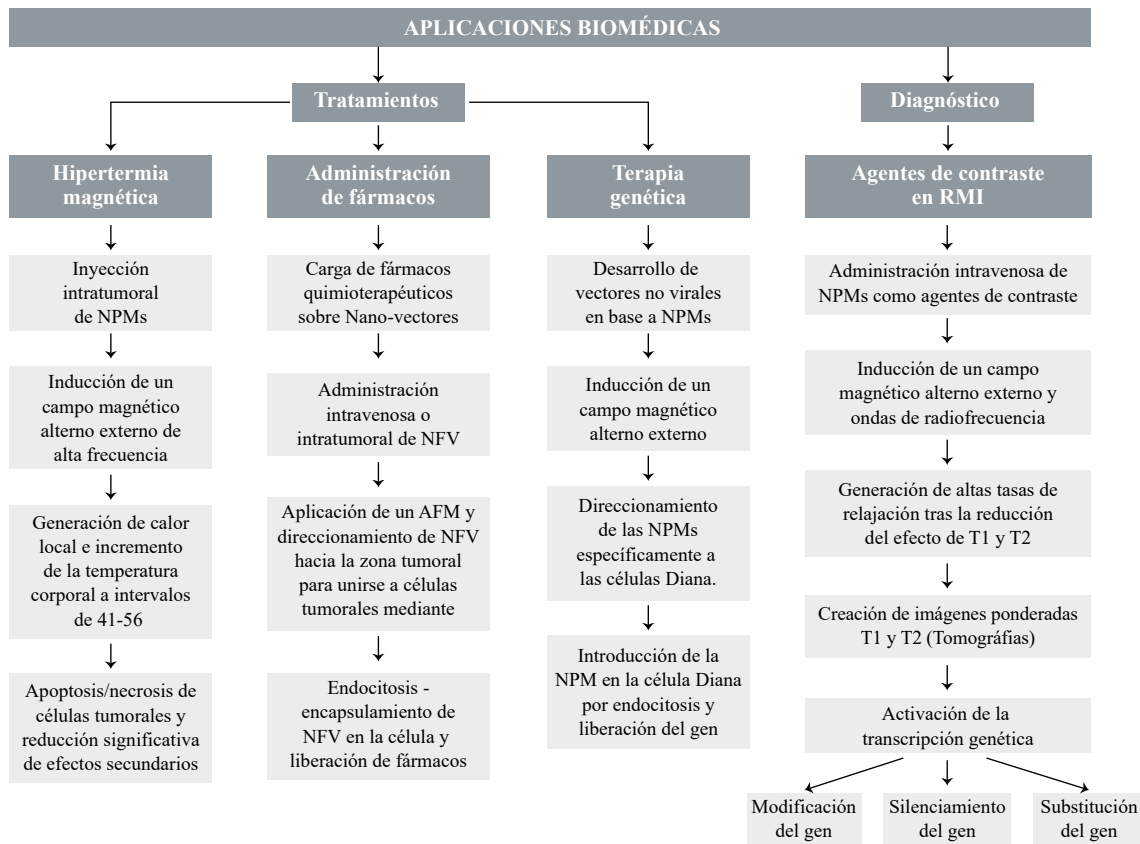 APLICACIONES BIOMÉDICAS
Tratamientos
Diagnóstico
Hipertermia
magnética
Administración
de fármacos
Terapia
genética
Agentes de contraste
en RMI
Inyección
intratumoral
de NPMs
Inducción de un
campo magnético
alterno externo de
alta frecuencia
Generación de calor
local e incremento
de la temperatura
corporal a intervalos
de 41-56
Apoptosis/necrosis de
células tumorales y
reducción significativa
de efectos secundarios
Carga de fármacos
quimioterapéuticos
sobre Nano-vectores
Administración
intravenosa o
intratumoral de NFV
Aplicación de un AFM y
direccionamiento de NFV
hacia la zona tumoral
para unirse a células
tumorales mediante
Endocitosis -
encapsulamiento de
NFV en la célula y
liberación de fármacos
Desarrollo de
vectores no virales
en base a NPMs
Inducción de un
campo magnético
alterno externo
Direccionamiento
de las NPMs
específicamente a
las células Diana.
Introducción de la
NPM en la célula Diana
por endocitosis y
liberación del gen
Administración intravenosa de
NPMs como agentes de contraste
Inducción de un campo
magnético alterno externo y
ondas de radiofrecuencia
Generación de altas tasas de
relajación tras la reducción
del efecto de T1 y T2
Creación de imágenes ponderadas
T1 y T2 (Tomográfias)
Activación de la
transcripción genética
Modificación
del gen
Silenciamiento
del gen
Substitución
del gen